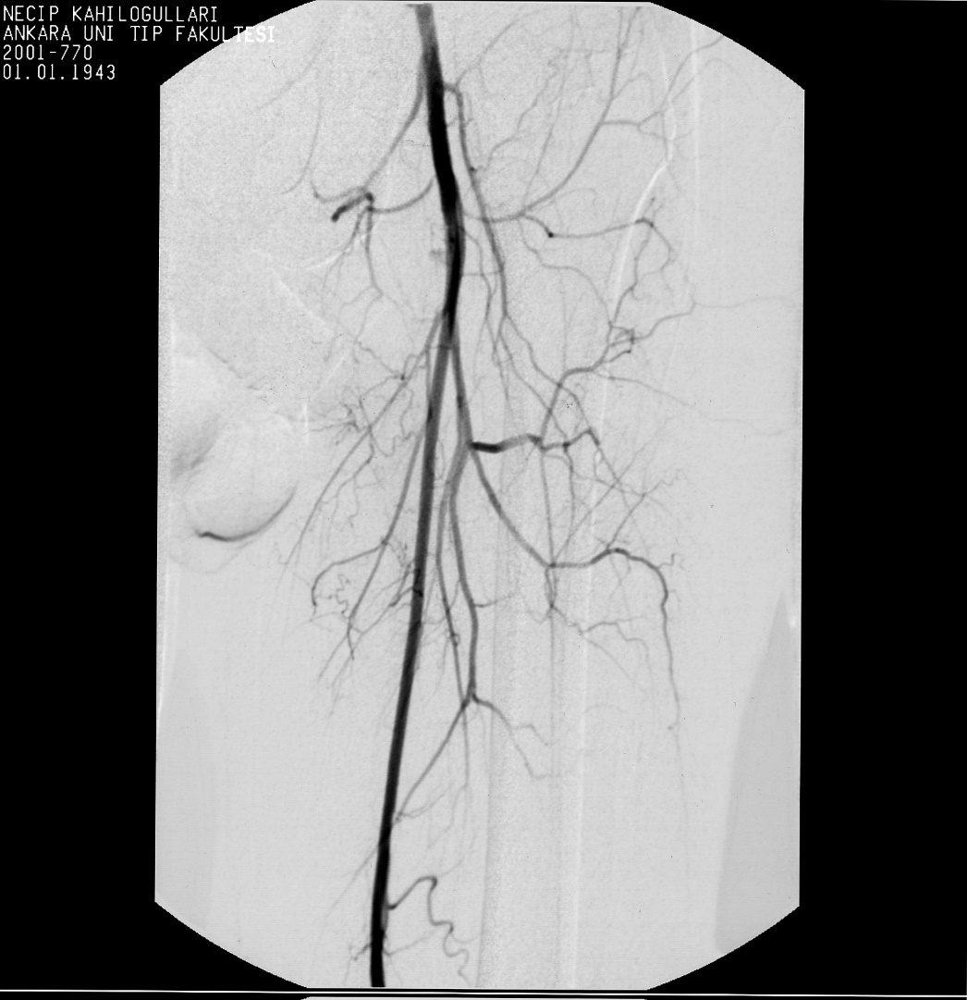 NECIP KAHILOGULLARI
ANKARA UNI TIP FAKULTESI
2001-770
01.01.1943